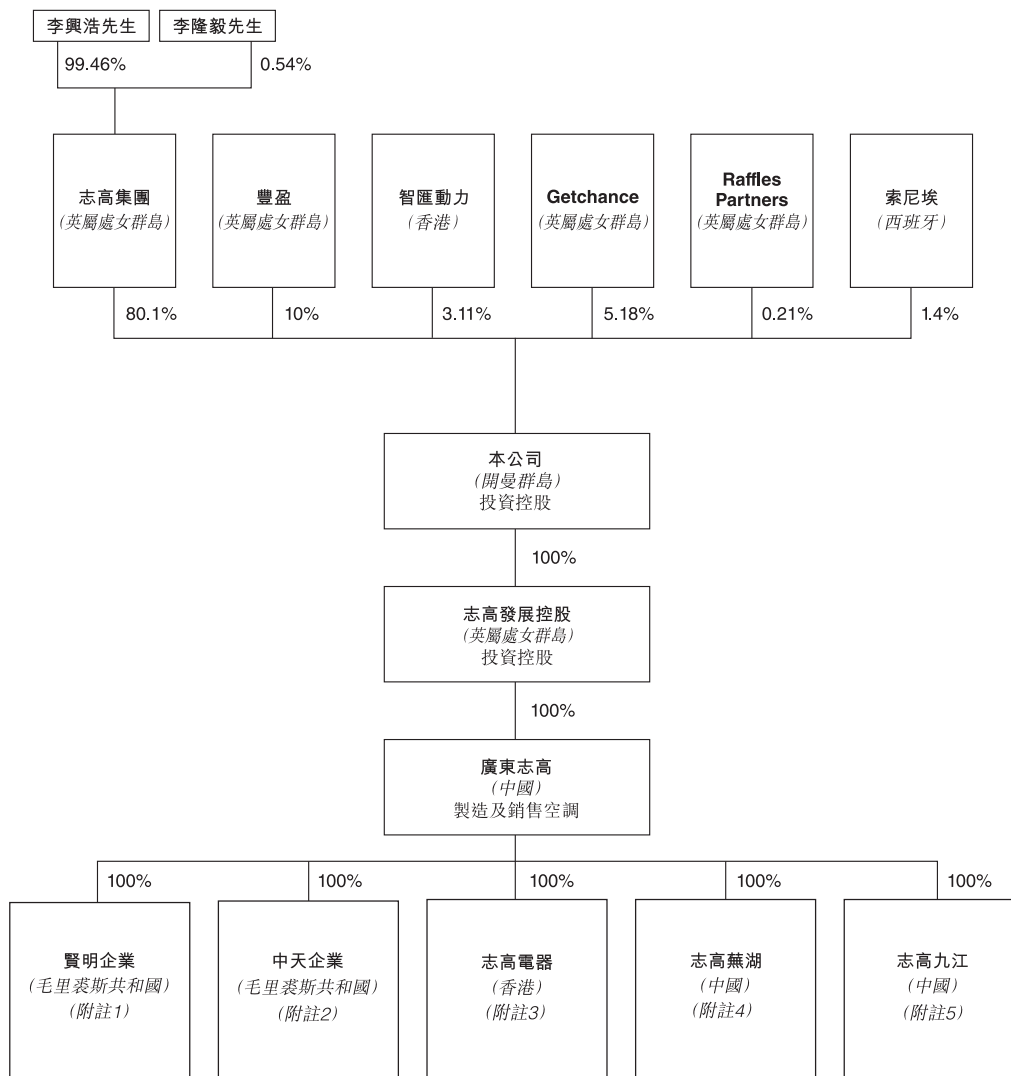 李興浩先生
李隆毅先生
99.46%
0.54%
志高集團
(英屬處女群島)
豐盈
(英屬處女群島)
智匯動力
(香港)
Getchance
(英屬處女群島)
Raffles
Partners
(英屬處女群島)
索尼埃
(西班牙)
80.1%
10%
3.11%
5.18%
0.21%
1.4%
本公司
(開曼群島)
投資控股
100%
志高發展控股
(英屬處女群島)
投資控股
100%
廣東志高
(中國)
製造及銷售空調
100%
100%
100%
100%
100%
賢明企業
(毛里裘斯共和國)
(附註1)
中天企業
(毛里裘斯共和國)
(附註2)
志高電器
(香港)
(附註3)
志高蕪湖
(中國)
(附註4)
志高九江
(中國)
(附註5)